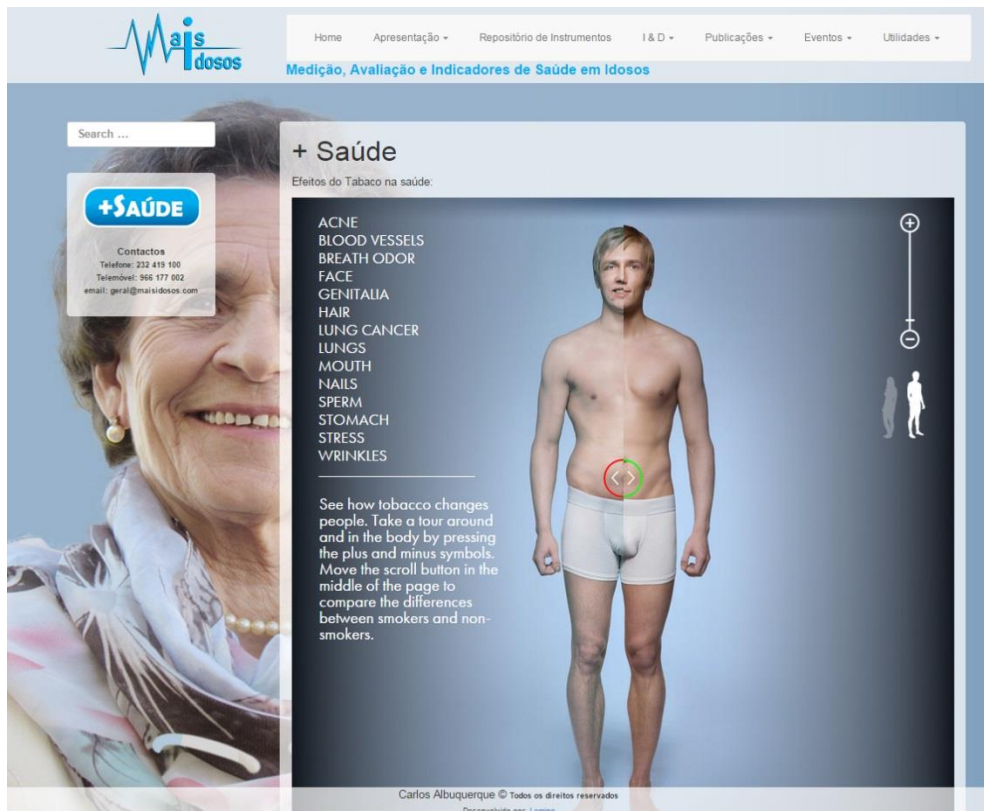 Mais
Idosos
Home Apresentação Repositório de Instrumentos I & D Publicações Eventos Utilidades
Medição, Avaliação e Indicadores de Saúde em Idosos
Search ...
+SAÚDE
Contactos
Telefone: 232 419 100
Telemóvel: 966 177 002
email: geral@maisidosos.com
+ Saúde
Efeitos do Tabaco na saúde:
ACNE
BLOOD VESSELS
BREATH ODOR
FACE
GENITALIA
HAIR
LUNG CANCER
LUNGS
MOUTH
NAILS
SPERM
STOMACH
STRESS
WRINKLES
See how tobacco changes
people. Take a tour around
and in the body by pressing
the plus and minus symbols.
Move the scroll button in the
middle of the page to
compare the differences
between smokers and non-
smokers.
Carlos Albuquerque © Todos os direitos reservados